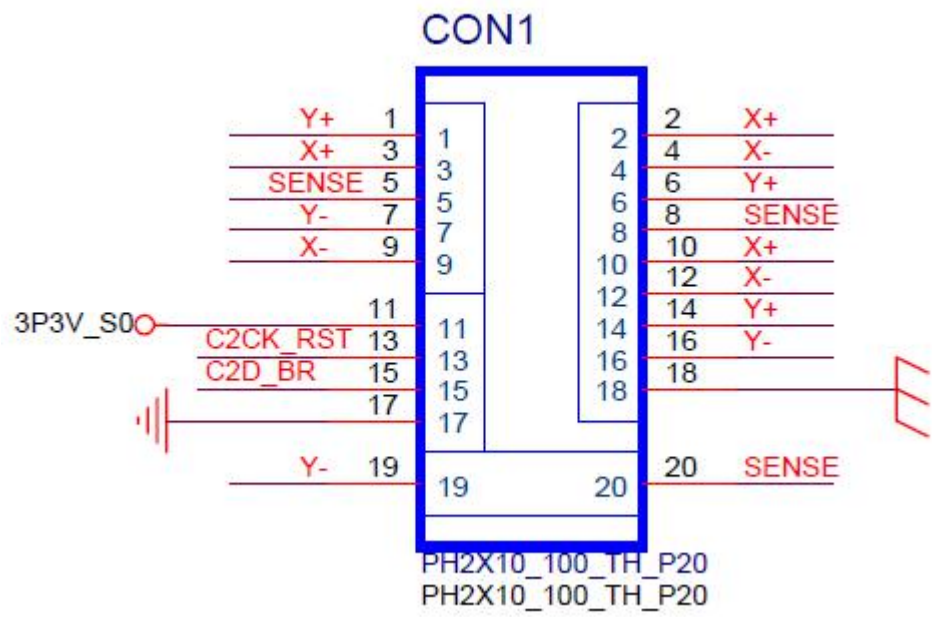 CON1
Y+ 1 1 2 2 X+
X+ 3 3 4 4 X-
SENSE 5 5 6 6 Y+
Y- 7 7 8 8 SENSE
X- 9 9 10 10 X+
12 12 X-
3P3V_S0 11 11 14 14 Y+
C2CK_RST 13 13 16 16 Y-
C2D_BR 15 15 18 18
17 17
Y- 19 19 20 20 SENSE
PH2X10_100_TH_P20
PH2X10_100_TH_P20